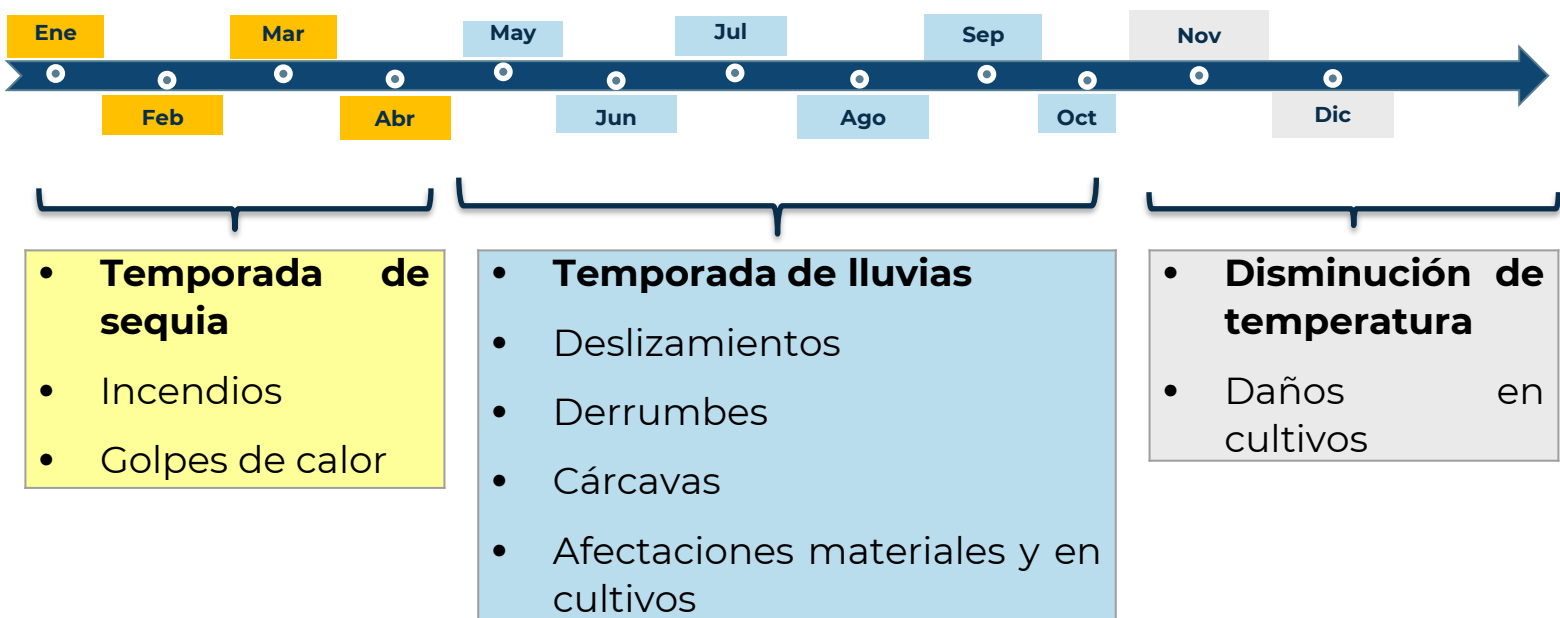 Ene
Mar
May
Jul
Sep
Nov
Feb
Abr
Jun
Ago
Oct
Dic
• Temporada de
sequia
• Incendios
• Golpes de calor
• Temporada de lluvias
• Deslizamientos
• Derrumbes
• Cárcavas
• Afectaciones materiales y en
cultivos
• Disminución de
temperatura
• Daños en
cultivos